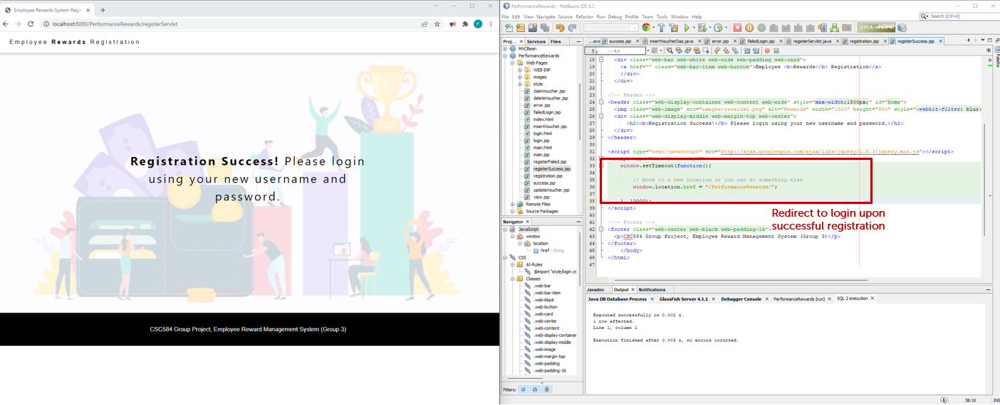 Employee Rewards System Regi
localhost:8080/PerformanceRewards/registerServlet
F
Employee Rewards Registration
Registration Success! Please login
using your new username and
password.
CSC584 Group Project, Employee Reward Management System (Group 3)
PerformanceRewards - NetBeans IDE 8.2
File Edit View Navigate Source Refactor Run Debug Profile Team Tools Window Help
Search (Ctrl+I)
Proj... Services Files
MVCBean
PerformanceRewards
Web Pages
WEB-INF
images
style
claimVoucher.jsp
deleteVoucher.jsp
error.jsp
failedLogin.jsp
index.html
insertVoucher.jsp
login.html
login.jsp
main.html
main.jsp
registerFailed.jsp
registerSuccess.jsp
registration.jsp
success.jsp
updateVoucher.jsp
view.jsp
Remote Files
Source Packages
Navigator
JavaScript
window
location
href : String
CSS
At-Rules
@import "style/login.cs
Classes
.web-bar
.web-bar-item
.web-black
.web-button
.web-card
.web-center
.web-content
.web-display-container
.web-display-middle
.web-image
.web-margin-top
.web-padding
.web-padding-16
Filters:
...ava success.jsp insertVoucherDao.java error.jsp failedLogin.jsp registerServlet.java registration.jsp registerSuccess.jsp
Palette
5 --%>
18 <div class="web-bar web-white web-wide web-padding web-card">
19 <a href="" class="web-bar-item web-button">Employee <b>Rewards</b> Registration</a>
20 </div>
21 </div>
22
23 <!-- Header -->
24 <header class="web-display-container web-content web-wide" style="max-width:1500px;" id="home">
25 <img class="web-image" src="images/rewards2.png" alt="Rewards" width="1500" height="800" style="-webkit-filter: blur(
26 <div class="web-display-middle web-margin-top web-center">
27 <h2><b>Registration Success!</b> Please login using your new username and password.</h2>
28 </div>
29 </header>
30
31 <script type="text/javascript" src="http://ajax.googleapis.com/ajax/libs/jquery/1.8.3/jquery.min.js"></script>
32
33 window.setTimeout(function(){
34
35 // Move to a new location or you can do something else
36 window.location.href = "/PerformanceRewards/";
37
38 }, 10000);
39 </script>
40
41 <!-- Footer -->
42 <footer class="web-center web-black web-padding-16">
43 <p>CSC584 Group Project, Employee Reward Management System (Group 3)</p>
44 </footer>
45 </body>
46 </html>
47
Redirect to login upon
successful registration
Javadoc Output Notifications
Java DB Database Process GlassFish Server 4.1.1 Debugger Console PerformanceRewards (run) SQL 2 execution
Executed successfully in 0.002 s.
1 row affected.
Line 1, column 1
Execution finished after 0.003 s, no errors occurred.
38:10 INS